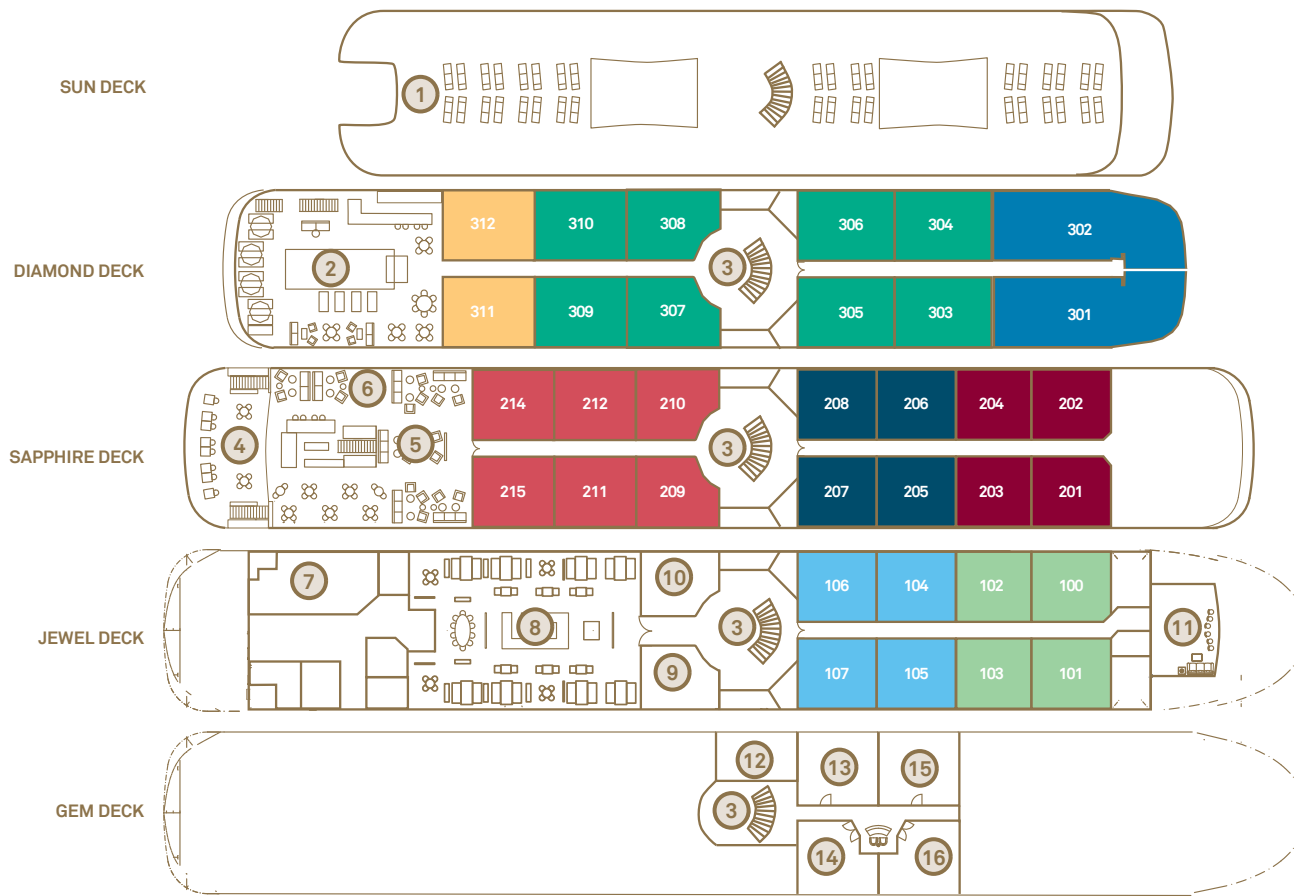 SUN DECK
1
DIAMOND DECK
312 310 308 306 304 302
2 3
311 309 307 305 303 301
SAPPHIRE DECK
6
214 212 210 208 206 204 202
4 5 3
215 211 209 207 205 203 201
JEWEL DECK
7 10 106 104 102 100
8 3 11
9 107 105 103 101
GEM DECK
12 13 15
3
14 16